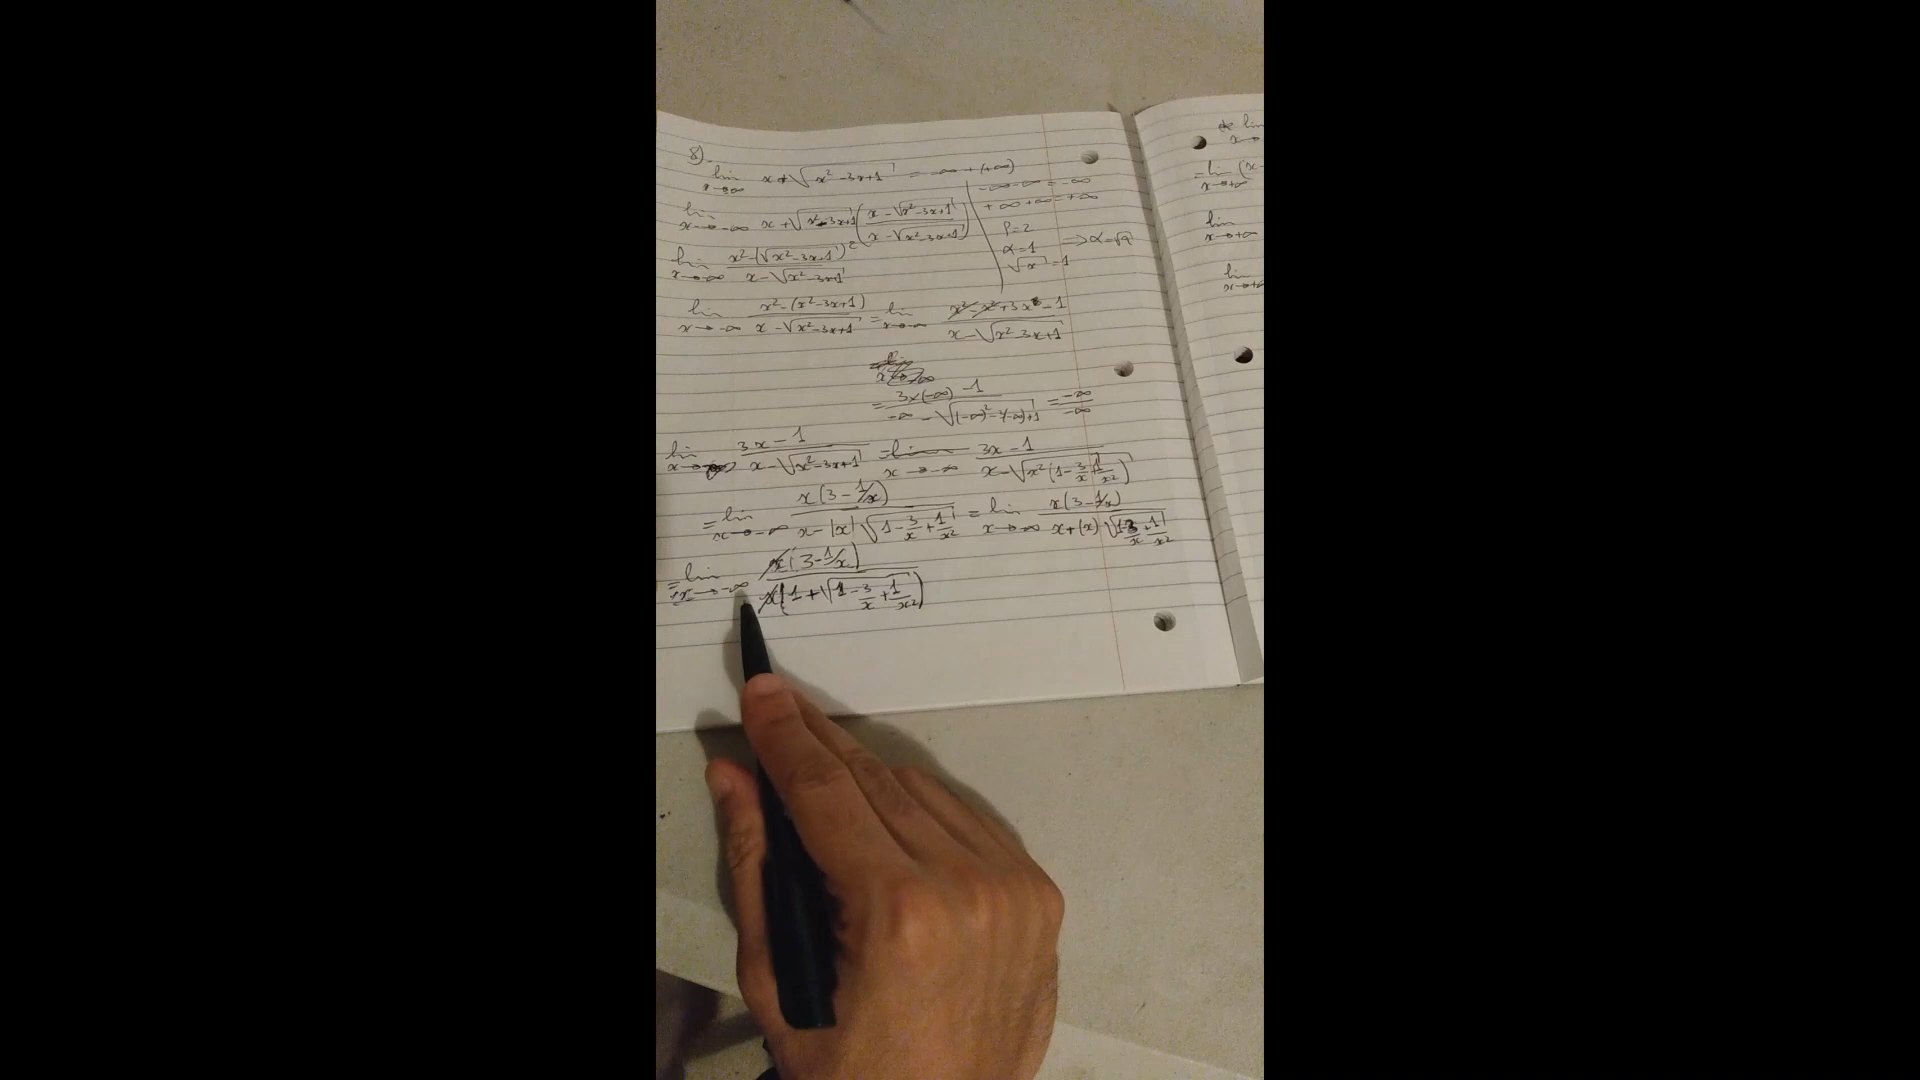 8).
lim x→-∞ x+√(x²-3x+1) = -∞+(+∞)
-∞-∞=-∞
+∞+∞=+∞
lim x→-∞ x+√(x²-3x+1) (x-√(x²-3x+1))/(x-√(x²-3x+1))
P=2
α=1 ⇒α=√a
lim x→-∞ (x²-(√(x²-3x+1))²)/(x-√(x²-3x+1))
lim x→-∞ (x²-(x²-3x+1))/(x-√(x²-3x+1)) = lim x→-∞ (x²-x²+3x-1)/(x-√(x²-3x+1))
= (3×(-∞)-1)/(-∞-√((-∞)²- (-∞)+1)) = -∞/-∞
lim x→ (3x-1)/(x-√(x²-3x+1)) = lim x→-∞ (3x-1)/(x-√(x²(1-3/x+1/x²)))
= lim x→-∞ x(3-1/x)/(x-|x|√(1-3/x+1/x²)) = lim x→-∞ x(3-1/x)/(x+(x)√(1-3/x+1/x²))
= lim x→-∞ x(3-1/x)/(x(1+√(1-3/x+1/x²)))
lim
x→
=lim (x-
x→+∞
lim
x→+∞
lim
x→+